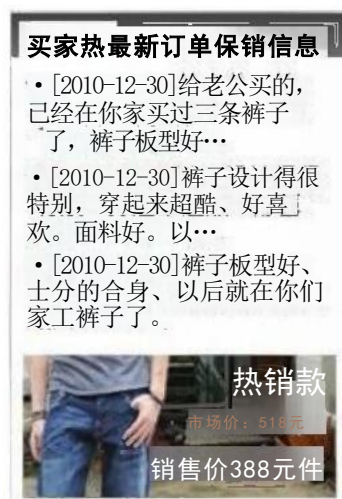 买家热最新订单保销信息
·[2010-12-30]给老公买的，
已经在你家买过三条裤子
了，裤子板型好…
·[2010-12-30]裤子设计得很
特别，穿起来超酷、好喜
欢。面料好。以…
·[2010-12-30]裤子板型好、
士分的合身、以后就在你们
家工裤子了。
热销款
市场价：518元
销售价388元件